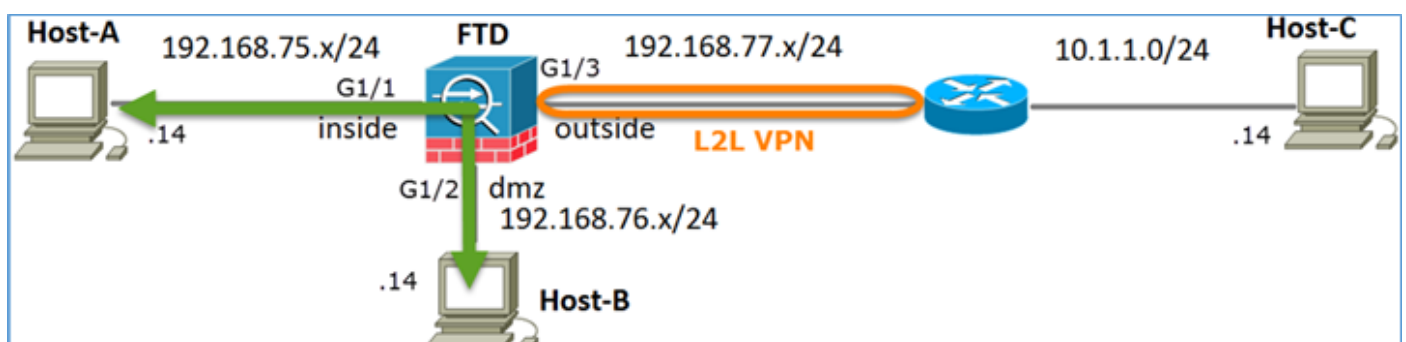 Host-A
192.168.75.x/24
FTD
192.168.77.x/24
10.1.1.0/24
Host-C
G1/1
G1/3
.14
inside
outside
L2L VPN
.14
G1/2
dmz
192.168.76.x/24
.14
Host-B